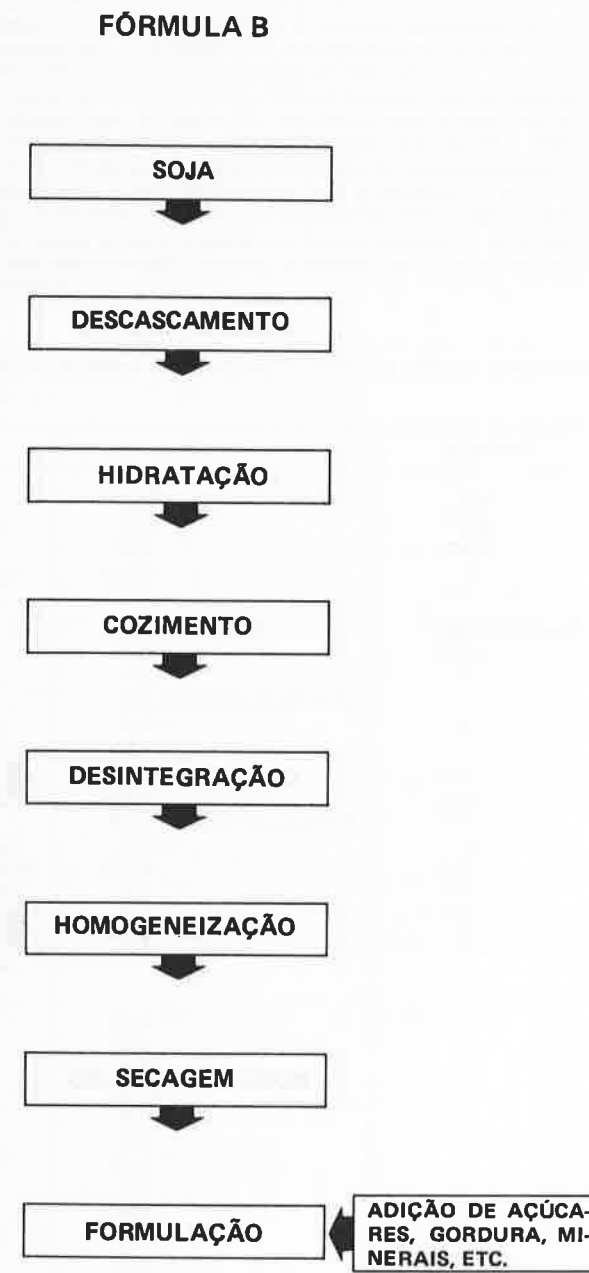 FÓRMULA B
SOJA
DESCASCAMENTO
HIDRATAÇÃO
COZIMENTO
DESINTEGRAÇÃO
HOMOGENEIZAÇÃO
SECAGEM
FORMULAÇÃO
ADIÇÃO DE AÇÚCA-
RES, GORDURA, MI-
NERAIS, ETC.